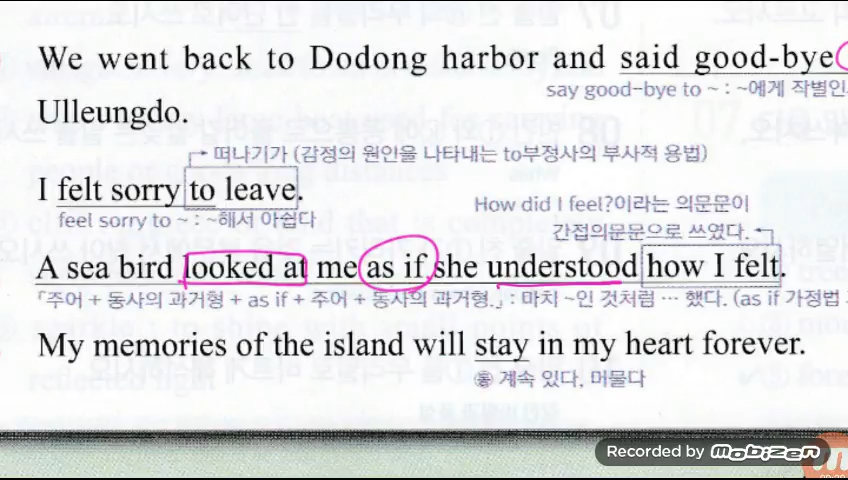 We went back to Dodong harbor and said good-bye
say good-bye to ~ : ~에게 작별인
Ulleungdo.
떠나기가 (감정의 원인을 나타내는 to부정사의 부사적 용법)
I felt sorry to leave.
feel sorry to ~ : ~해서 아쉽다
How did I feel?이라는 의문문이
간접의문문으로 쓰였다.
A sea bird looked at me as if she understood how I felt.
「주어 + 동사의 과거형 + as if + 주어 + 동사의 과거형.」 : 마치 ~인 것처럼 … 했다. (as if 가정법
My memories of the island will stay in my heart forever.
동 계속 있다, 머물다
Recorded by mobizen